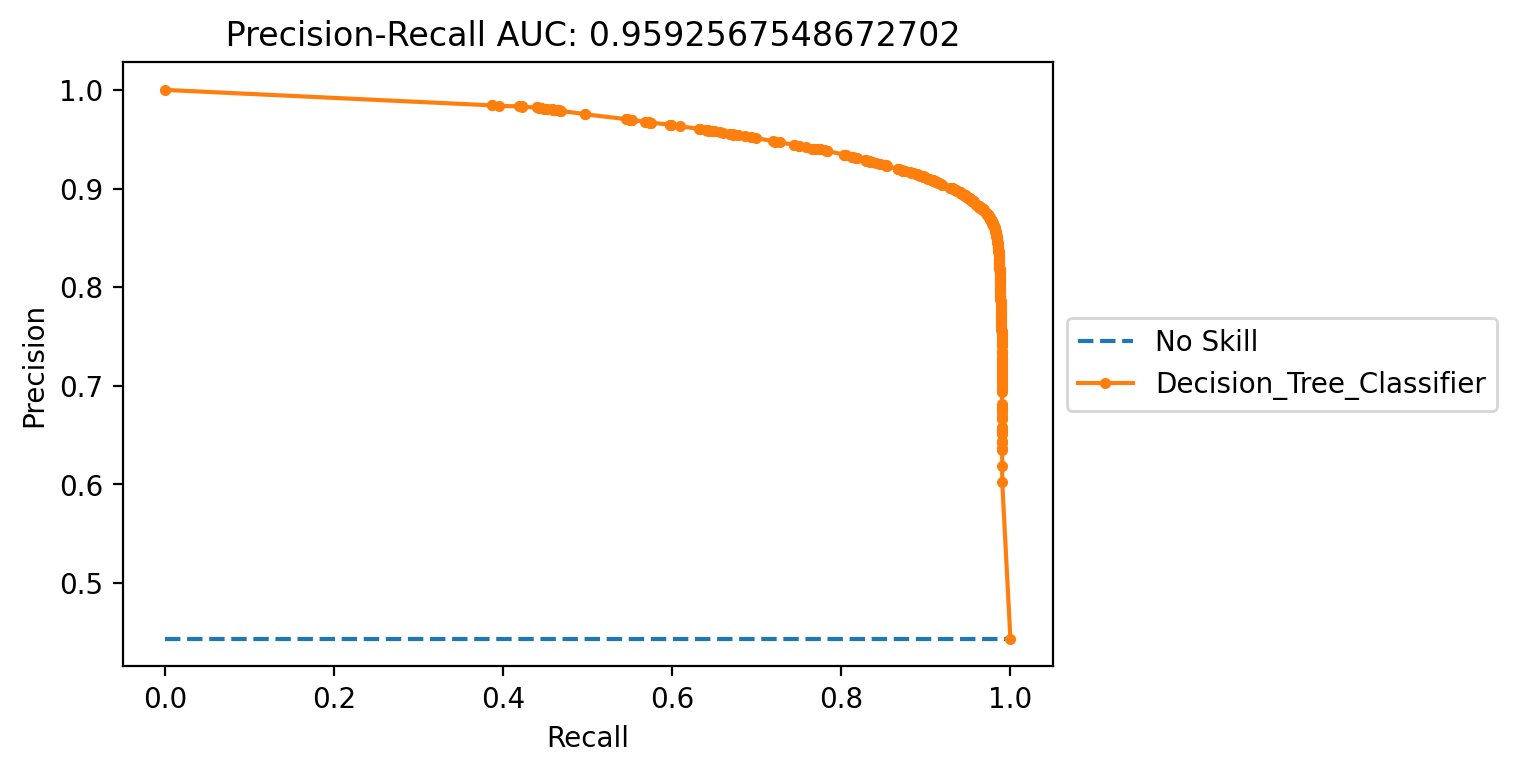 Precision-Recall AUC: 0.9592567548672702
1.0
0.9
0.8
0.7
0.6
0.5
Precision
0.0 0.2 0.4 0.6 0.8 1.0
Recall
No Skill
Decision_Tree_Classifier